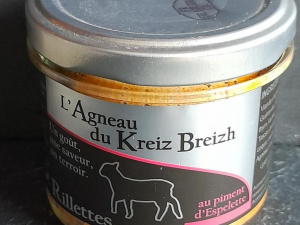 L'Agneau
du Kreiz Breizh
Un goût,
une saveur,
un terroir.
Rillettes
au piment
d'Espelette